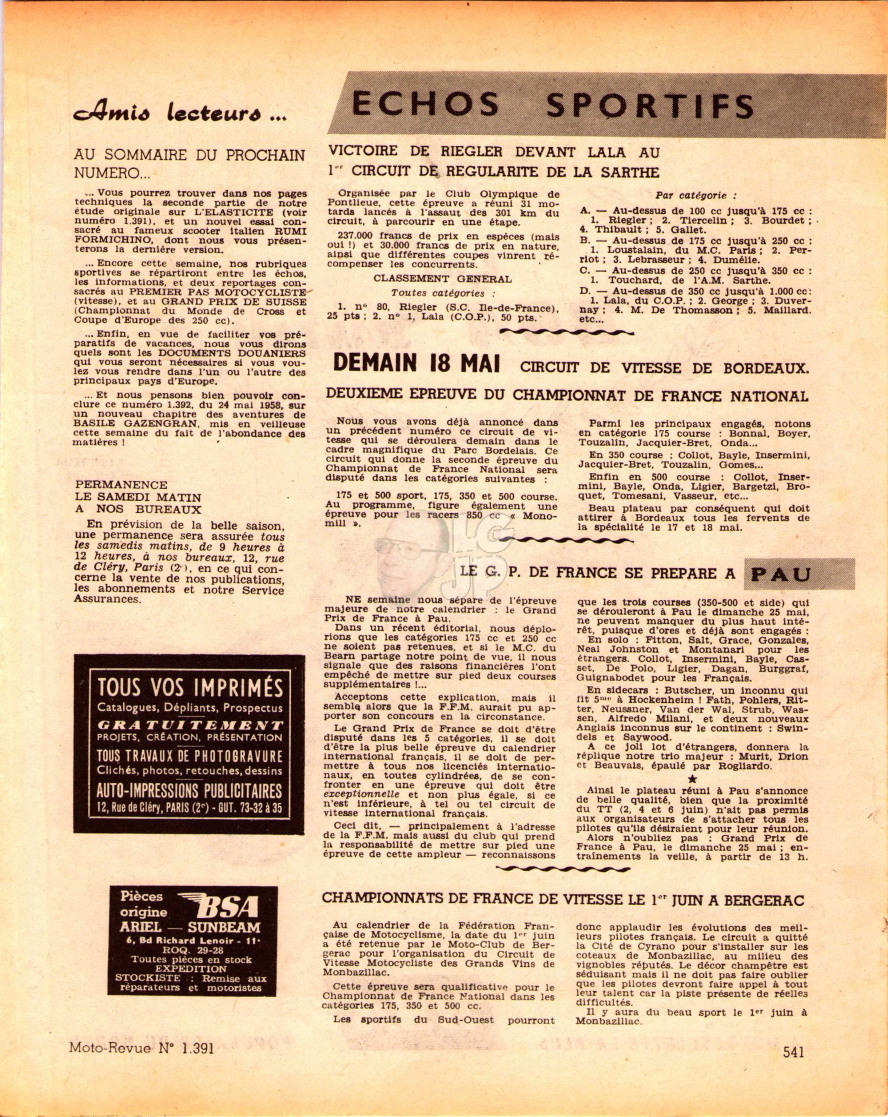 Amis lecteurs ...
AU SOMMAIRE DU PROCHAIN
NUMERO...
... Vous pourrez trouver dans nos pages
techniques la seconde partie de notre
étude originale sur L'ELASTICITE (voir
numéro 1.391), et un nouvel essai con-
sacré au fameux scooter italien RUMI
FORMICHINO, dont nous vous présen-
terons la dernière version.
... Encore cette semaine, nos rubriques
sportives se répartiront entre les échos,
les informations, et deux reportages con-
sacrés au PREMIER PAS MOTOCYCLISTE
(vitesse), et au GRAND PRIX DE SUISSE
(Championnat du Monde de Cross et
Coupe d'Europe des 250 cc).
... Enfin, en vue de faciliter vos pré-
paratifs de vacances, nous vous dirons
quels sont les DOCUMENTS DOUANIERS
qui vous seront nécessaires si vous vou-
lez vous rendre dans l'un ou l'autre des
principaux pays d'Europe.
... Et nous pensons bien pouvoir con-
clure ce numéro 1.392, du 24 mai 1958, sur
un nouveau chapitre des aventures de
BASILE GAZENGRAN, mis en veilleuse
cette semaine du fait de l'abondance des
matières !
PERMANENCE
LE SAMEDI MATIN
A NOS BUREAUX
En prévision de la belle saison,
une permanence sera assurée tous
les samedis matins, de 9 heures à
12 heures, à nos bureaux, 12, rue
de Cléry, Paris (2e), en ce qui con-
cerne la vente de nos publications,
les abonnements et notre Service
Assurances.
TOUS VOS IMPRIMÉS
Catalogues, Dépliants, Prospectus
GRATUITEMENT
PROJETS, CRÉATION, PRÉSENTATION
TOUS TRAVAUX DE PHOTOGRAVURE
Clichés, photos, retouches, dessins
AUTO-IMPRESSIONS PUBLICITAIRES
12, Rue de Cléry, PARIS (2e) - GUT. 73-32 à 35
Pièces
origine BSA
ARIEL — SUNBEAM
6, Bd Richard Lenoir - 11e
ROQ. 29-28
Toutes pièces en stock
EXPEDITION
STOCKISTE : Remise aux
réparateurs et motoristes
ECHOS SPORTIFS
VICTOIRE DE RIEGLER DEVANT LALA AU
1er CIRCUIT DE REGULARITE DE LA SARTHE
Organisée par le Club Olympique de
Pontlieue, cette épreuve a réuni 31 mo-
tards lancés à l'assaut des 301 km du
circuit, à parcourir en une étape.
237.000 francs de prix en espèces (mais
oui !) et 30.000 francs de prix en nature,
ainsi que différentes coupes vinrent ré-
compenser les concurrents.
CLASSEMENT GENERAL
Toutes catégories :
1. n° 80, Riegler (S.C. Ile-de-France),
25 pts ; 2. n° 1, Lala (C.O.P.), 50 pts.
Par catégorie :
A. — Au-dessus de 100 cc jusqu'à 175 cc :
1. Riegler ; 2. Tiercelin ; 3. Bourdet ;
4. Thibault ; 5. Gallet.
B. — Au-dessus de 175 cc jusqu'à 250 cc :
1. Loustalain, du M.C. Paris ; 2. Per-
riot ; 3. Lebrasseur ; 4. Dumélie.
C. — Au-dessus de 250 cc jusqu'à 350 cc :
1. Touchard, de l'A.M. Sarthe.
D. — Au-dessus de 350 cc jusqu'à 1.000 cc :
1. Lala, du C.O.P. ; 2. George ; 3. Duver-
nay ; 4. M. De Thomasson ; 5. Maillard.
etc...
DEMAIN 18 MAI CIRCUIT DE VITESSE DE BORDEAUX.
DEUXIEME EPREUVE DU CHAMPIONNAT DE FRANCE NATIONAL
Nous vous avons déjà annoncé dans
un précédent numéro ce circuit de vi-
tesse qui se déroulera demain dans le
cadre magnifique du Parc Bordelais. Ce
circuit qui donne la seconde épreuve du
Championnat de France National sera
disputé dans les catégories suivantes :
175 et 500 sport, 175, 350 et 500 course.
Au programme, figure également une
épreuve pour les racers 850 cc « Mono-
mill ».
Parmi les principaux engagés, notons
en catégorie 175 course : Bonnal, Boyer,
Touzalin, Jacquier-Bret, Onda...
En 350 course : Collot, Bayle, Insermini,
Jacquier-Bret, Touzalin, Gomes...
Enfin en 500 course : Collot, Inser-
mini, Bayle, Onda, Ligier, Bargetzi, Bro-
quet, Tomesani, Vasseur, etc...
Beau plateau par conséquent qui doit
attirer à Bordeaux tous les fervents de
la spécialité le 17 et 18 mai.
LE G. P. DE FRANCE SE PREPARE A PAU
NE semaine nous sépare de l'épreuve
majeure de notre calendrier : le Grand
Prix de France à Pau.
Dans un récent éditorial, nous déplo-
rions que les catégories 175 cc et 250 cc
ne soient pas retenues, et si le M.C. du
Bearn partage notre point de vue, il nous
signale que des raisons financières l'ont
empêché de mettre sur pied deux courses
supplémentaires !...
Acceptons cette explication, mais il
semble alors que la F.F.M. aurait pu ap-
porter son concours en la circonstance.
Le Grand Prix de France se doit d'être
disputé dans les 5 catégories, il se doit
d'être la plus belle épreuve du calendrier
international français, il se doit de per-
mettre à tous nos licenciés internatio-
naux, en toutes cylindrées, de se con-
fronter en une épreuve qui doit être
exceptionnelle et non plus égale, si ce
n'est inférieure, à tel ou tel circuit de
vitesse international français.
Ceci dit, — principalement à l'adresse
de la F.F.M. mais aussi du club qui prend
la responsabilité de mettre sur pied une
épreuve de cette ampleur — reconnaissons
que les trois courses (350-500 et side) qui
se dérouleront à Pau le dimanche 25 mai,
ne peuvent manquer du plus haut inté-
rêt, puisque d'ores et déjà sont engagés :
En solo : Fitton, Salt, Grace, Gonzales,
Neal Johnston et Montanari pour les
étrangers. Collot, Insermini, Bayle, Cas-
set, De Polo, Ligier, Dagan, Burggraf,
Guignabodet pour les Français.
En sidecars : Butscher, un inconnu qui
fit 5me à Hockenheim ! Fath, Pohlers, Rit-
ter, Neussner, Van der Wal, Strub, Was-
sen, Alfredo Milani, et deux nouveaux
Anglais inconnus sur le continent : Swin-
dels et Saywood.
A ce joli lot d'étrangers, donnera la
réplique notre trio majeur : Murit, Drion
et Beauvais, épaulé par Rogliardo.
★
Ainsi le plateau réuni à Pau s'annonce
de belle qualité, bien que la proximité
du TT (2, 4 et 6 juin) n'ait pas permis
aux organisateurs de s'attacher tous les
pilotes qu'ils désiraient pour leur réunion.
Alors n'oubliez pas : Grand Prix de
France à Pau, le dimanche 25 mai ; en-
traînements la veille, à partir de 13 h.
CHAMPIONNATS DE FRANCE DE VITESSE LE 1er JUIN A BERGERAC
Au calendrier de la Fédération Fran-
çaise de Motocyclisme, la date du 1er juin
a été retenue par le Moto-Club de Ber-
gerac pour l'organisation du Circuit de
Vitesse Motocycliste des Grands Vins de
Monbazillac.
Cette épreuve sera qualificative pour le
Championnat de France National dans les
catégories 175, 350 et 500 cc.
Les sportifs du Sud-Ouest pourront
donc applaudir les évolutions des meil-
leurs pilotes français. Le circuit a quitté
la Cité de Cyrano pour s'installer sur les
coteaux de Monbazillac, au milieu des
vignobles réputés. Le décor champêtre est
séduisant mais il ne doit pas faire oublier
que les pilotes devront faire appel à tout
leur talent car la piste présente de réelles
difficultés.
Il y aura du beau sport le 1er juin à
Monbazillac.
Moto-Revue N° 1.391
541